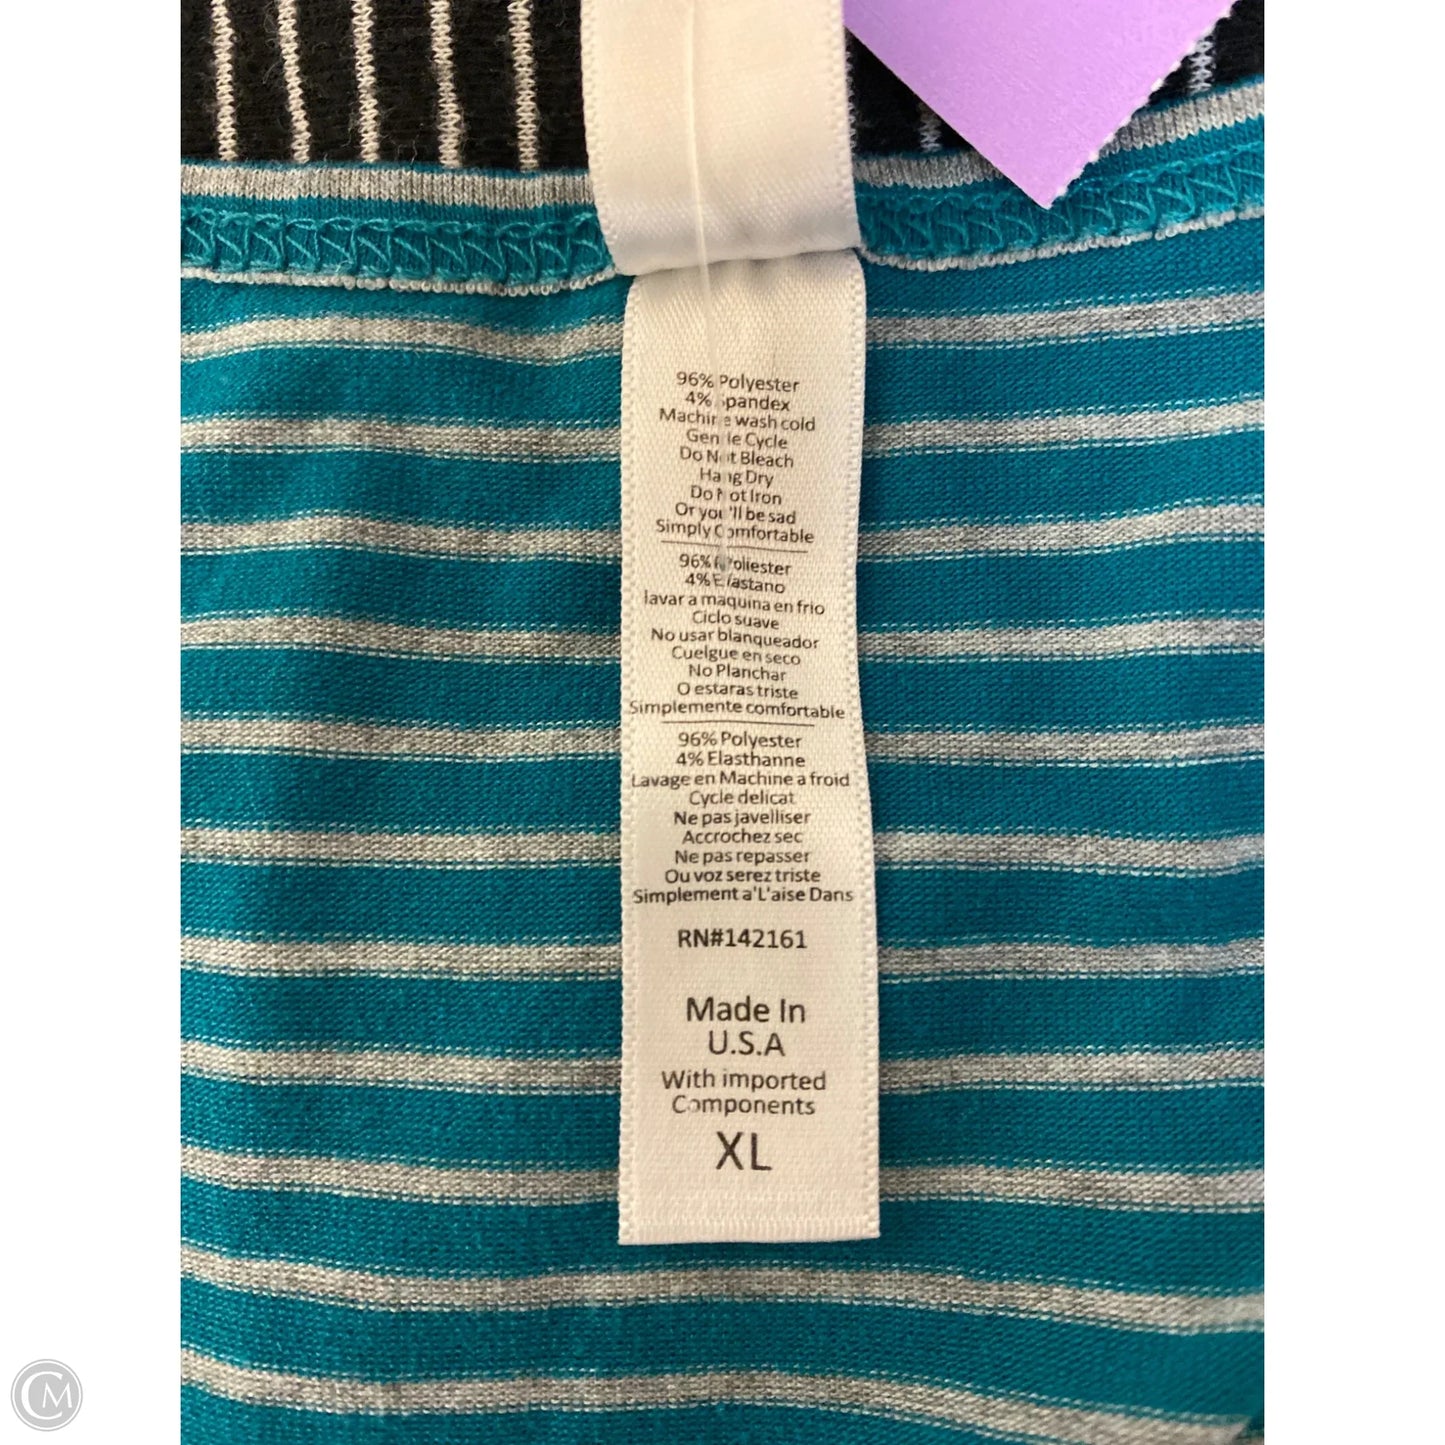 96% Polyester
4% Spandex
Machine wash cold
Gentle Cycle
Do Not Bleach
Hang Dry
Do Not Iron
Or you'll be sad
Simply Comfortable
96% Poliester
4% Elastano
lavar a maquina en frio
Ciclo suave
No usar blanqueador
Cuelgue en seco
No Planchar
O estaras triste
Simplemente comfortable
96% Polyester
4% Elasthanne
Lavage en Machine a froid
Cycle delicat
Ne pas javelliser
Accrochez sec
Ne pas repasser
Ou voz serez triste
Simplement a'L'aise Dans
RN#142161
Made In
U.S.A
With imported
Components
XL
CM